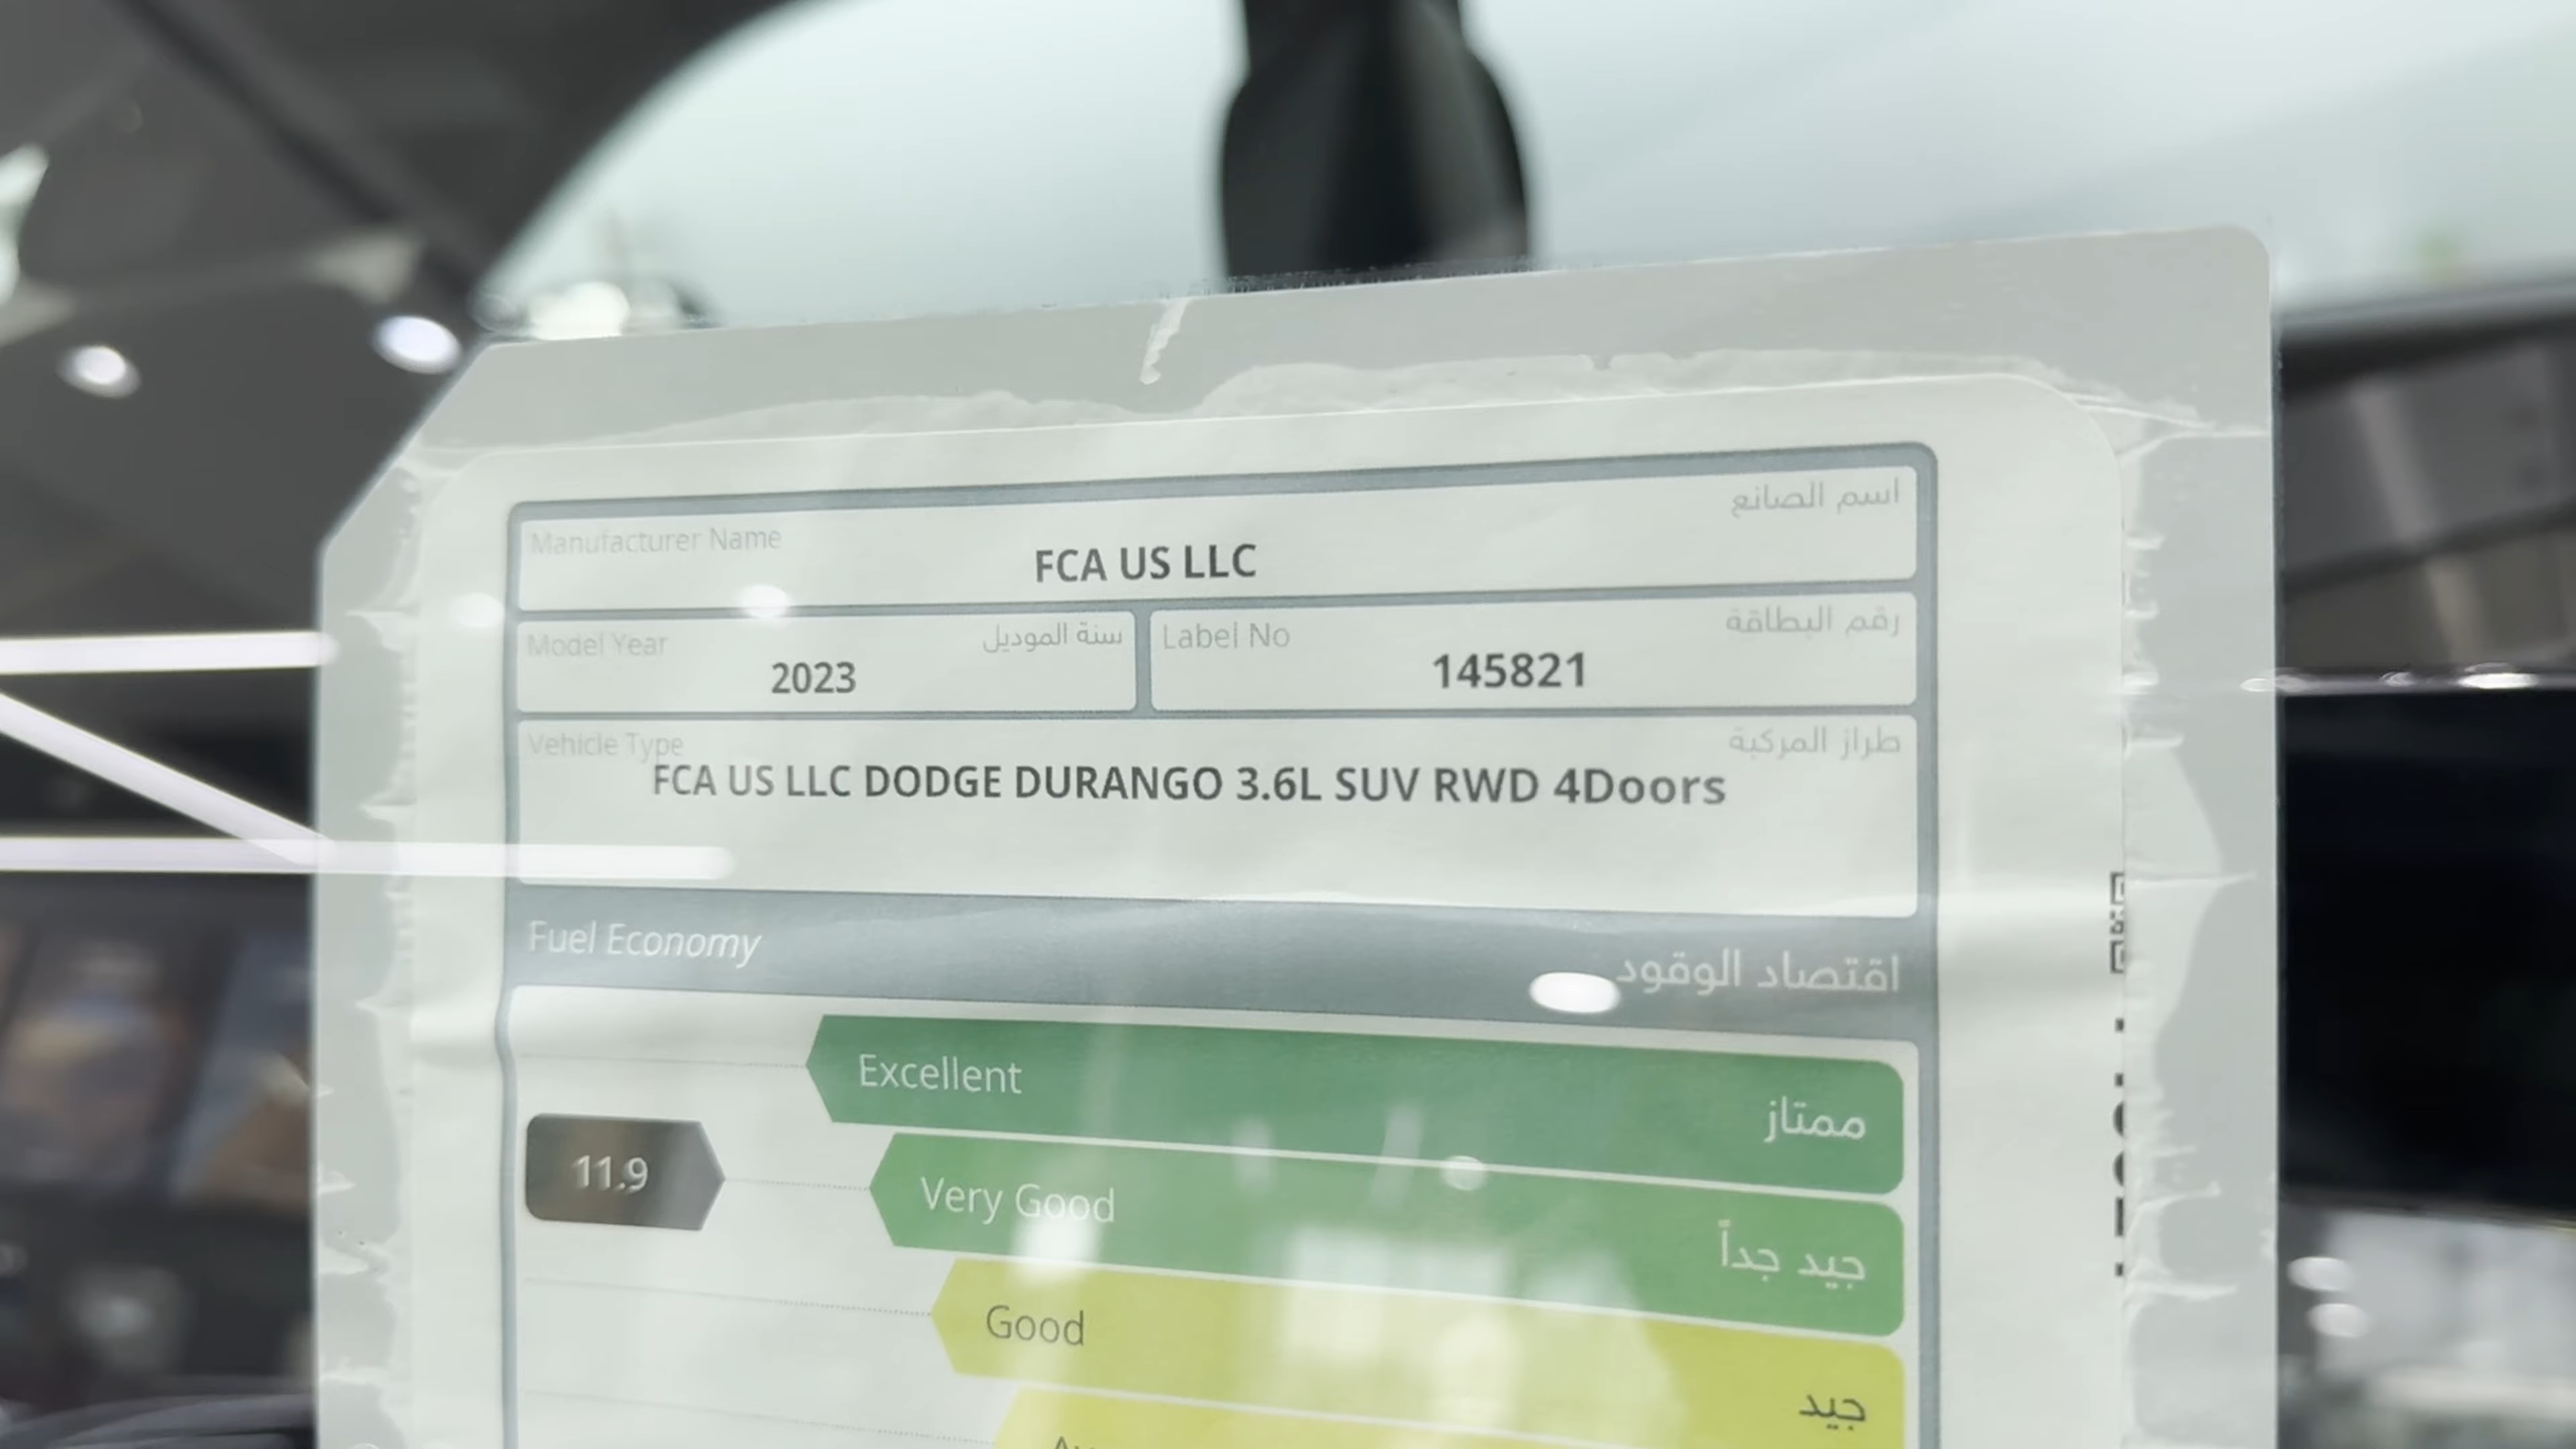 Manufacturer Name اسم الصانع
FCA US LLC
Model Year سنة الموديل
2023
Label No رقم البطاقة
145821
Vehicle Type طراز المركبة
FCA US LLC DODGE DURANGO 3.6L SUV RWD 4Doors
Fuel Economy اقتصاد الوقود
Excellent ممتاز
11.9
Very Good جيد جداً
Good جيد